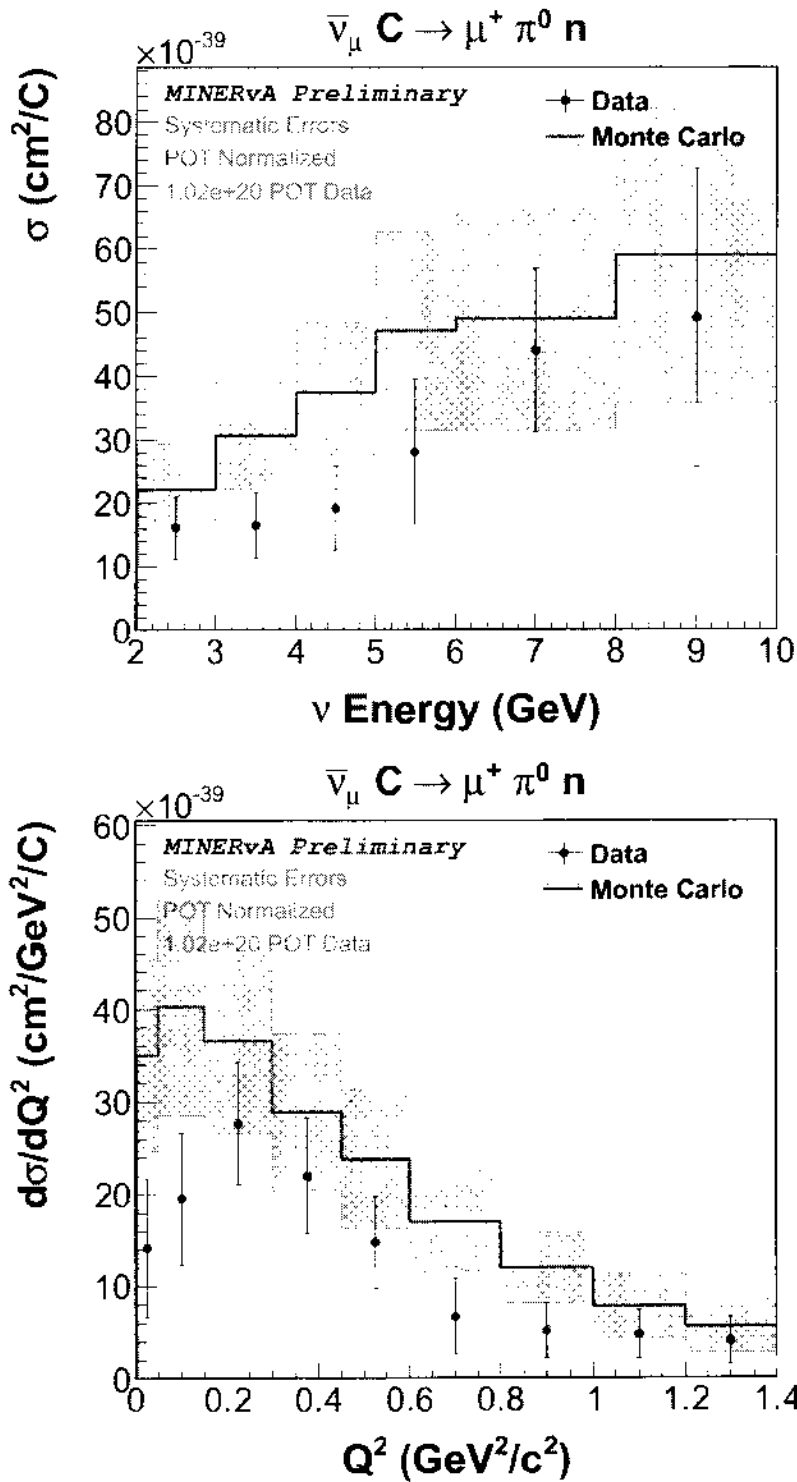 ν̅μ C → μ⁺ π⁰ n
×10⁻³⁹
MINERνA Preliminary
Systematic Errors
POT Normalized
1.02e+20 POT Data
Data
Monte Carlo
σ (cm²/C)
80
70
60
50
40
30
20
10
0
2 3 4 5 6 7 8 9 10
ν Energy (GeV)
ν̅μ C → μ⁺ π⁰ n
×10⁻³⁹
MINERνA Preliminary
Systematic Errors
POT Normalized
1.02e+20 POT Data
Data
Monte Carlo
dσ/dQ² (cm²/GeV²/C)
60
50
40
30
20
10
0
0 0.2 0.4 0.6 0.8 1 1.2 1.4
Q² (GeV²/c²)